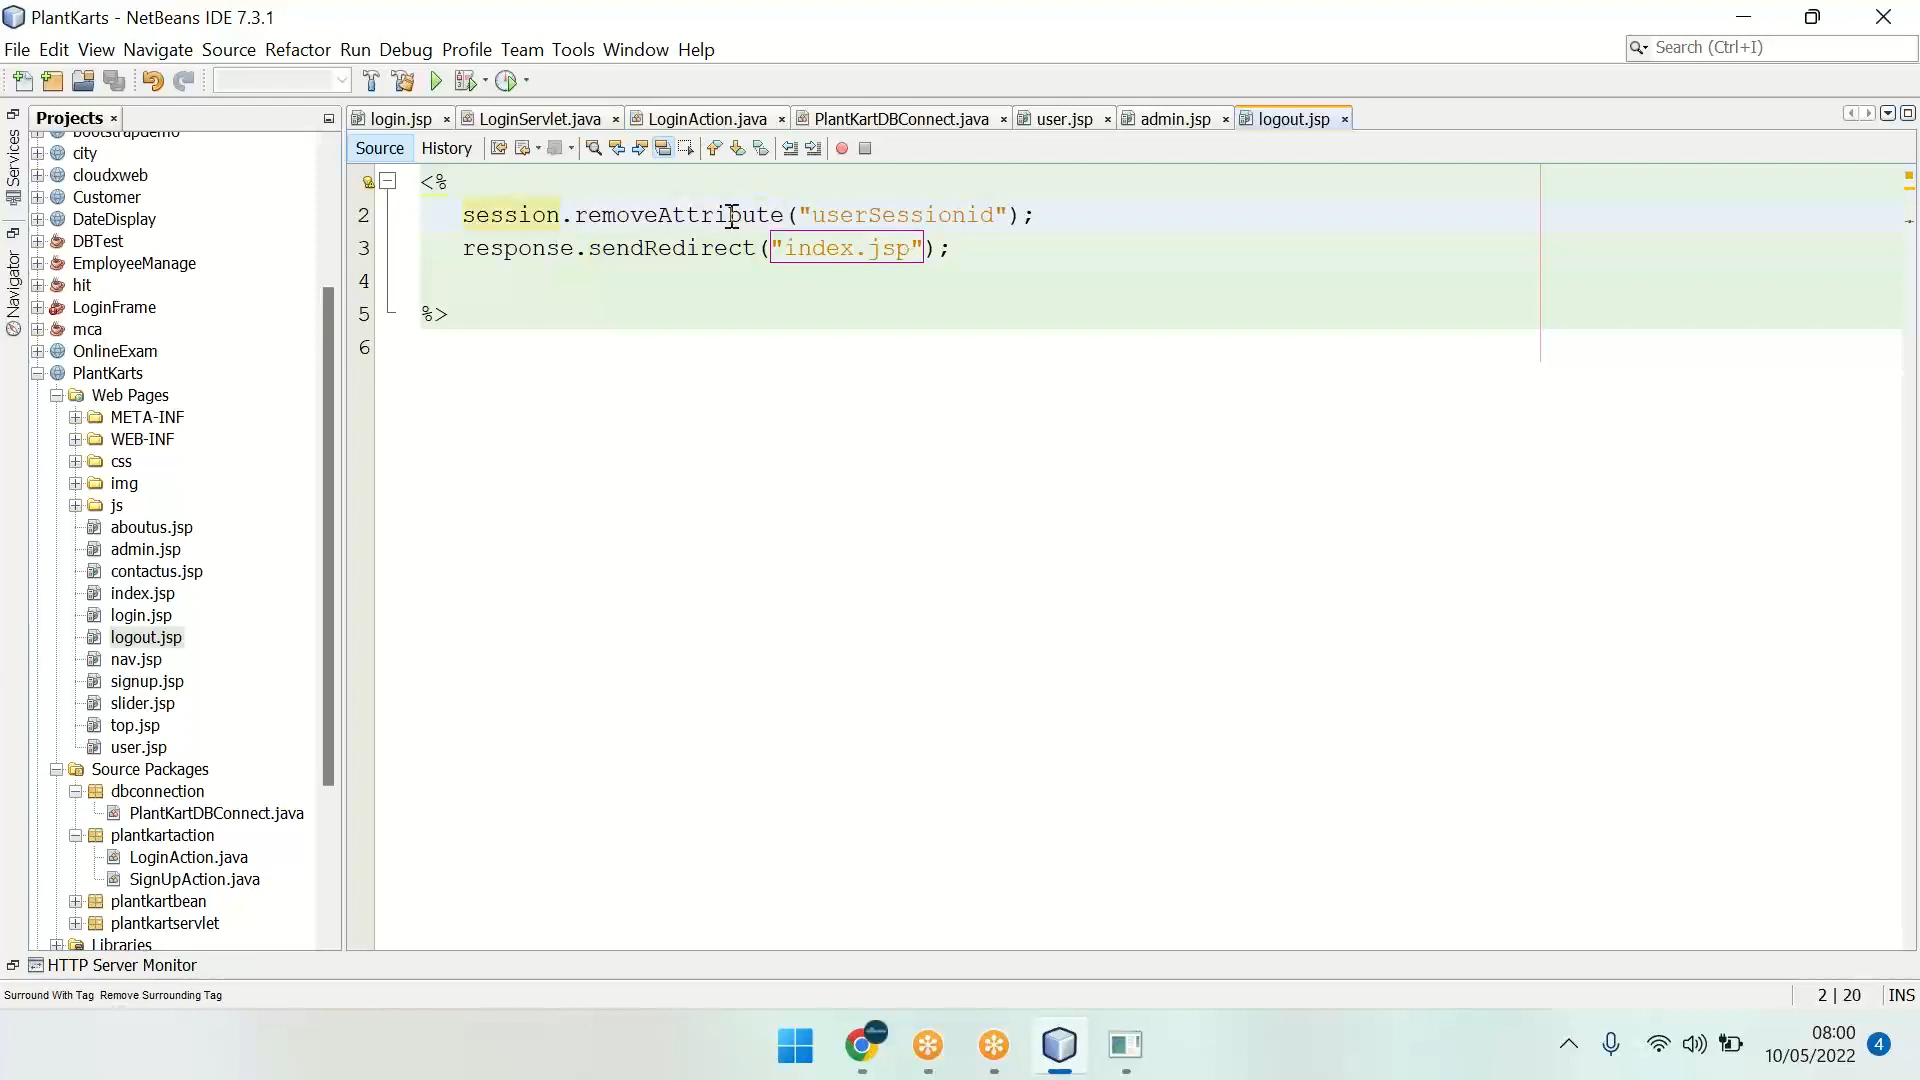 PlantKarts - NetBeans IDE 7.3.1
File Edit View Navigate Source Refactor Run Debug Profile Team Tools Window Help
Search (Ctrl+I)
Projects
login.jsp LoginServlet.java LoginAction.java PlantKartDBConnect.java user.jsp admin.jsp logout.jsp
Source History
Services
Navigator
bootstrapdemo
city
cloudxweb
Customer
DateDisplay
DBTest
EmployeeManage
hit
LoginFrame
mca
OnlineExam
PlantKarts
Web Pages
META-INF
WEB-INF
css
img
js
aboutus.jsp
admin.jsp
contactus.jsp
index.jsp
login.jsp
logout.jsp
nav.jsp
signup.jsp
slider.jsp
top.jsp
user.jsp
Source Packages
dbconnection
PlantKartDBConnect.java
plantkartaction
LoginAction.java
SignUpAction.java
plantkartbean
plantkartservlet
Libraries
<%
2 session.removeAttribute("userSessionid");
3 response.sendRedirect("index.jsp");
4
5 %>
6
HTTP Server Monitor
Surround With Tag Remove Surrounding Tag
2 | 20 INS
08:00
10/05/2022
4